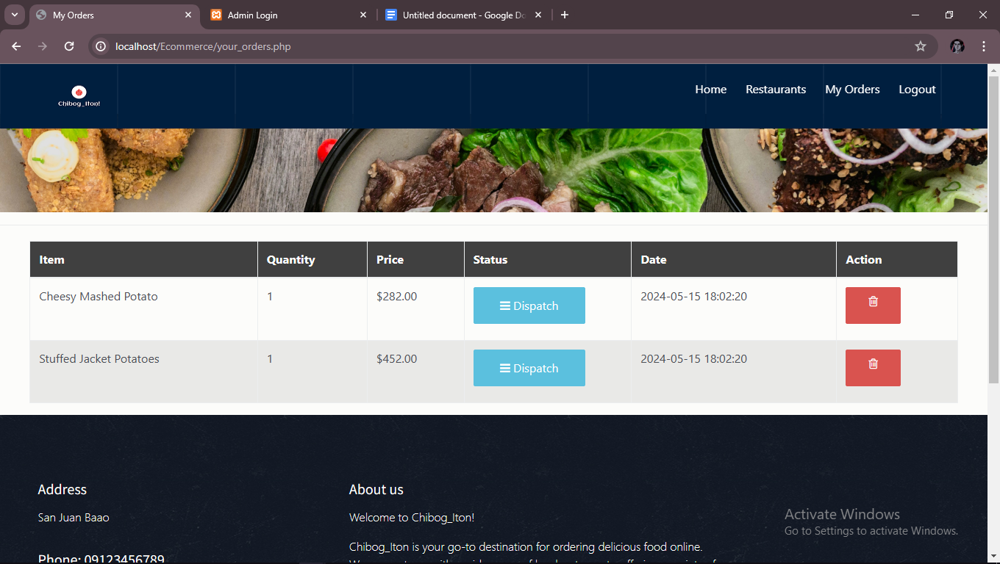 My Orders
Admin Login
Untitled document - Google Do
localhost/Ecommerce/your_orders.php
Chibog_Iton!
Home Restaurants My Orders Logout
Item Quantity Price Status Date Action
Cheesy Mashed Potato 1 $282.00 Dispatch 2024-05-15 18:02:20
Stuffed Jacket Potatoes 1 $452.00 Dispatch 2024-05-15 18:02:20
Address
San Juan Baao
Phone: 09123456789
About us
Welcome to Chibog_Iton!
Chibog_Iton is your go-to destination for ordering delicious food online.
Activate Windows
Go to Settings to activate Windows.